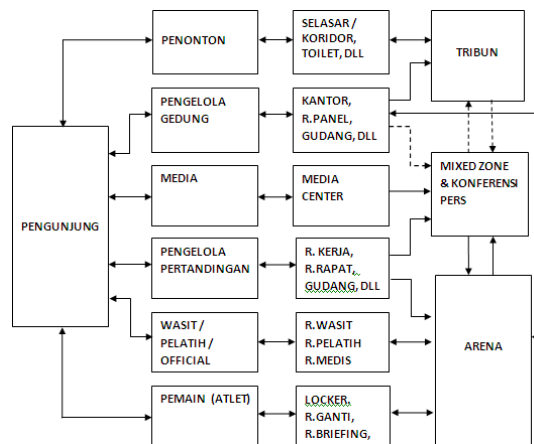 PENONTON
SELASAR /
KORIDOR,
TOILET, DLL
TRIBUN
PENGELOLA
GEDUNG
KANTOR,
R.PANEL,
GUDANG, DLL
PENGUNJUNG
MEDIA
MEDIA
CENTER
MIXED ZONE
& KONFERENSI
PERS
PENGELOLA
PERTANDINGAN
R. KERJA,
R.RAPAT,
GUDANG, DLL
WASIT /
PELATIH /
OFFICIAL
R.WASIT
R.PELATIH
R.MEDIS
ARENA
PEMAIN (ATLET)
LOCKER,
R.GANTI,
R.BRIEFING,